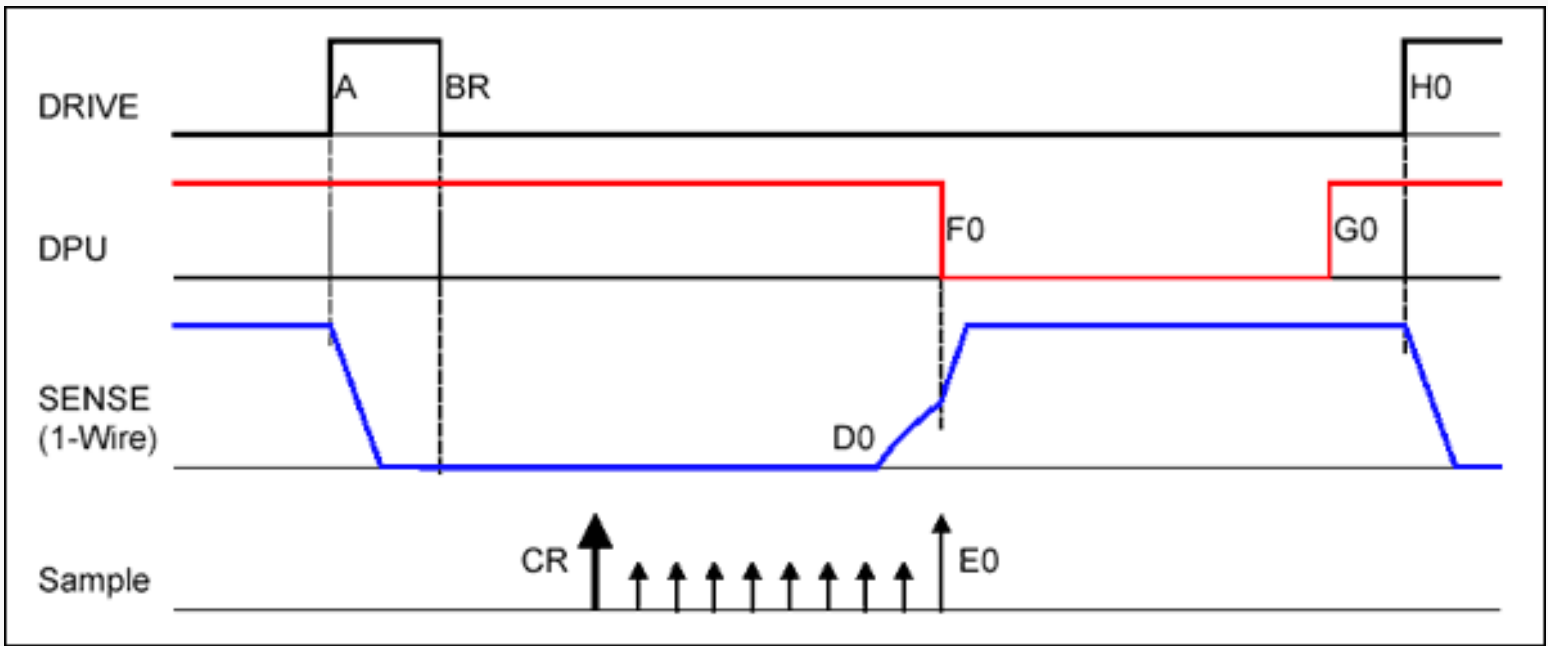 A
BR
H0
DRIVE
F0
G0
DPU
SENSE
D0
(1-Wire)
CR
E0
Sample